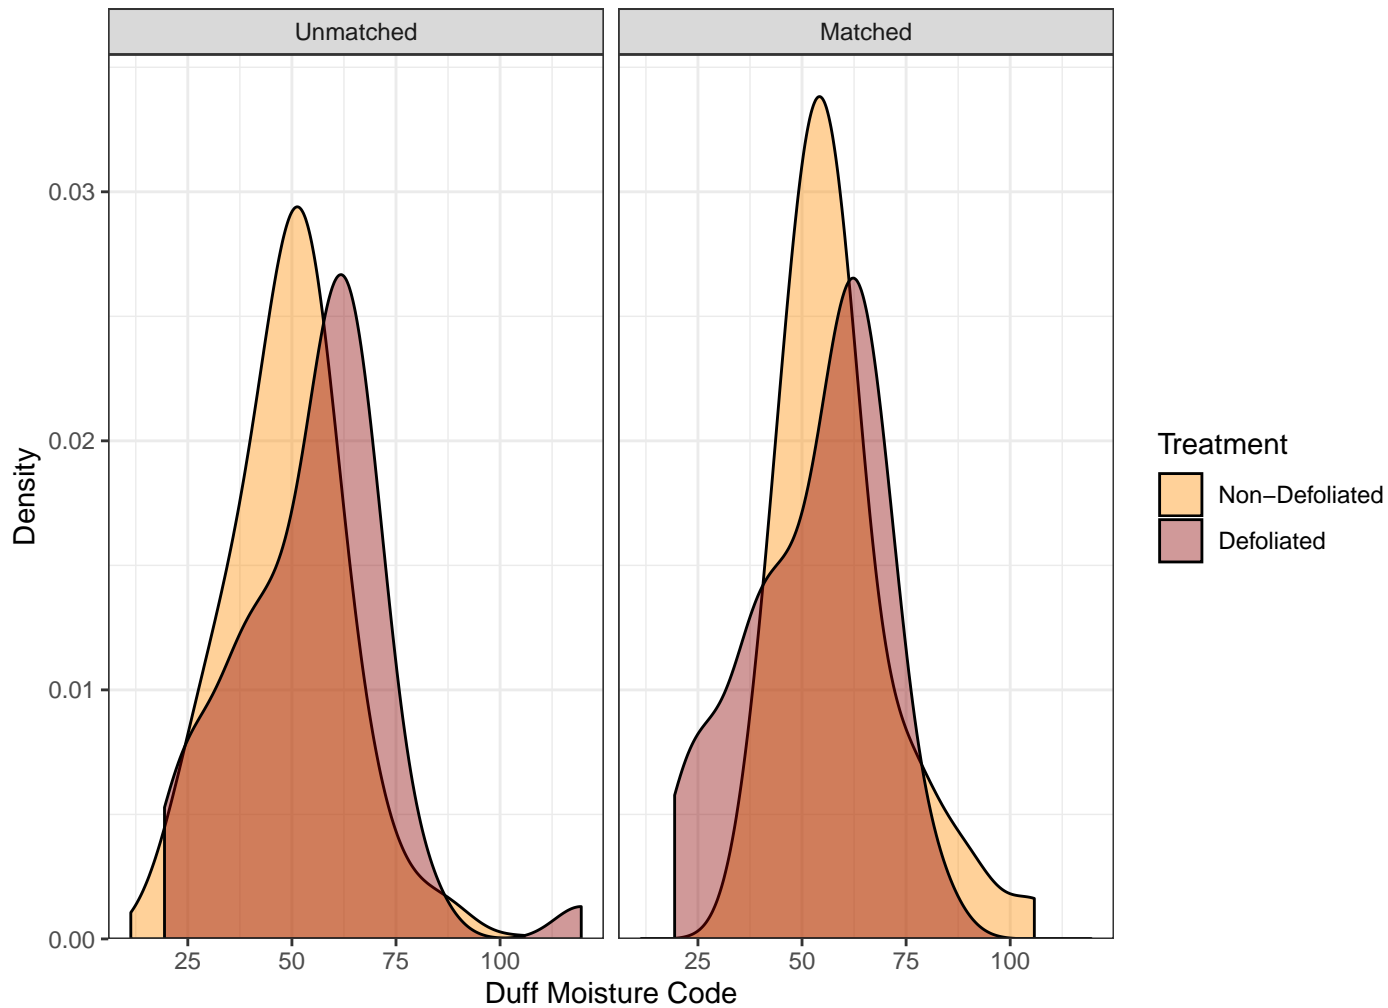 Unmatched
Matched
Density
0.03
0.02
0.01
0.00
25 50 75 100
25 50 75 100
Duff Moisture Code
Treatment
Non−Defoliated
Defoliated